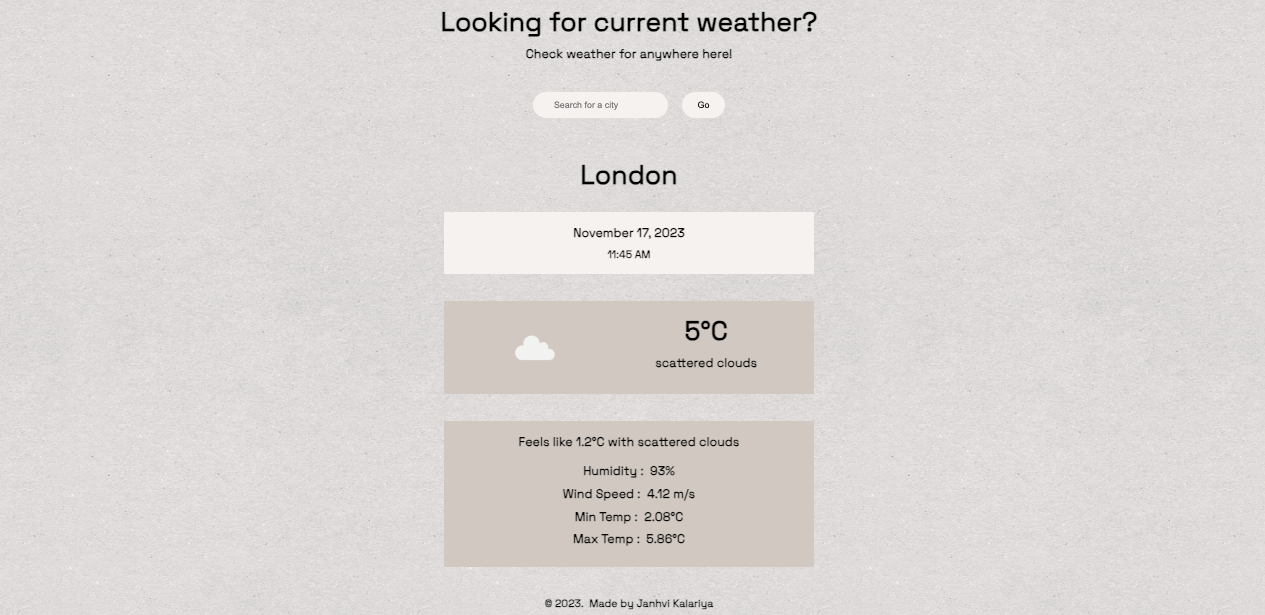 Looking for current weather?
Check weather for anywhere here!
Search for a city Go
London
November 17, 2023
11:45 AM
5°C
scattered clouds
Feels like 1.2°C with scattered clouds
Humidity : 93%
Wind Speed : 4.12 m/s
Min Temp : 2.08°C
Max Temp : 5.86°C
© 2023. Made by Janhvi Kalariya